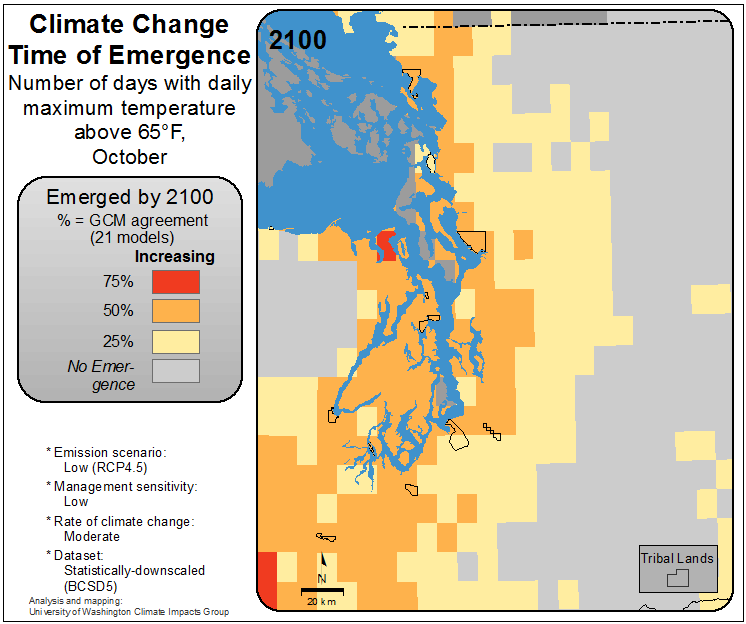 Climate Change
Time of Emergence
Number of days with daily
maximum temperature
above 65°F,
October
Emerged by 2100
% = GCM agreement
(21 models)
Increasing
75%
50%
25%
No Emer-
gence
* Emission scenario:
Low (RCP4.5)
* Management sensitivity:
Low
* Rate of climate change:
Moderate
* Dataset:
Statistically-downscaled
(BCSD5)
Analysis and mapping:
University of Washington Climate Impacts Group
2100
N
20 km
Tribal Lands